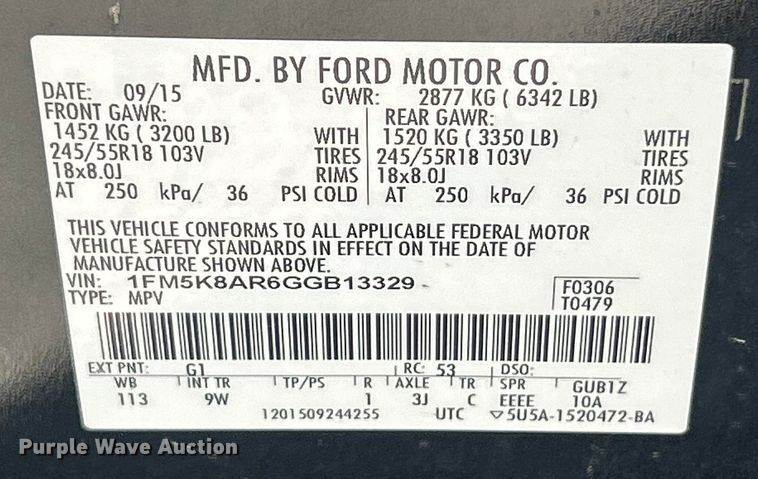 MFD. BY FORD MOTOR CO.
DATE: 09/15 GVWR: 2877 KG ( 6342 LB)
FRONT GAWR: REAR GAWR:
1452 KG ( 3200 LB) WITH 1520 KG ( 3350 LB) WITH
245/55R18 103V TIRES 245/55R18 103V TIRES
18x8.0J RIMS 18x8.0J RIMS
AT 250 kPa/ 36 PSI COLD AT 250 kPa/ 36 PSI COLD
THIS VEHICLE CONFORMS TO ALL APPLICABLE FEDERAL MOTOR
VEHICLE SAFETY STANDARDS IN EFFECT ON THE DATE OF
MANUFACTURE SHOWN ABOVE.
VIN: 1FM5K8AR6GGB13329 F0306
TYPE: MPV T0479
EXT PNT: G1 RC: 53 DSO:
WB INT TR TP/PS R AXLE TR SPR GUB1Z
113 9W 1 3J C EEEE 10A
1201509244255 UTC ▽5U5A-1520472-BA
Purple Wave Auction